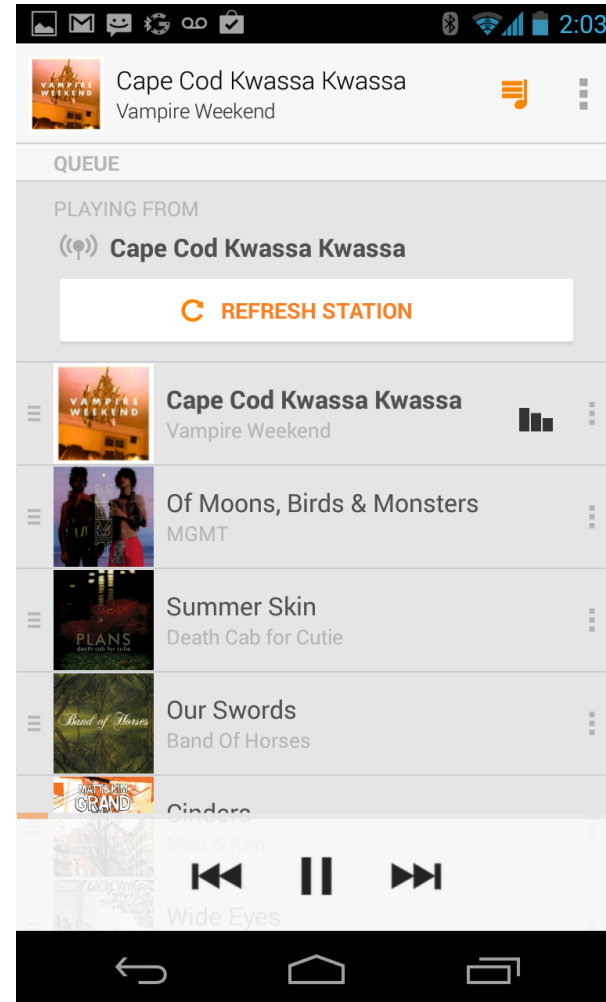 2:03
VAMPIRE
WEEKEND
Cape Cod Kwassa Kwassa
Vampire Weekend
QUEUE
PLAYING FROM
Cape Cod Kwassa Kwassa
REFRESH STATION
VAMPIRE
WEEKEND
Cape Cod Kwassa Kwassa
Vampire Weekend
Of Moons, Birds & Monsters
MGMT
PLANS
death cab for cutie
Summer Skin
Death Cab for Cutie
Band of Horses
Our Swords
Band Of Horses
MATT & KIM
GRAND
Cinders
Matt & Kim
Wide Eyes